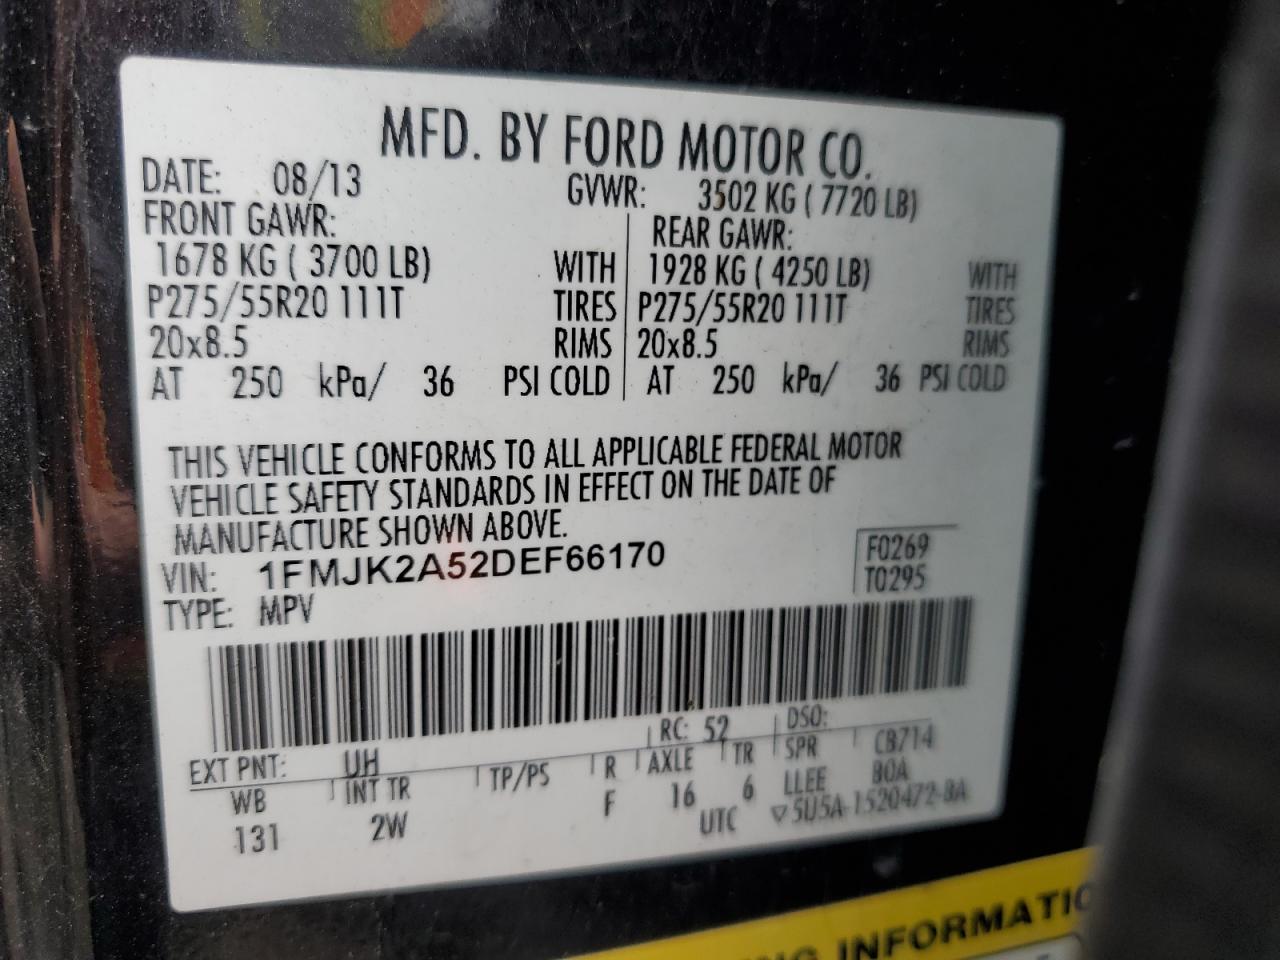 MFD. BY FORD MOTOR CO.
DATE: 08/13 GVWR: 3502 KG ( 7720 LB)
FRONT GAWR: REAR GAWR:
1678 KG ( 3700 LB) WITH 1928 KG ( 4250 LB) WITH
P275/55R20 111T TIRES P275/55R20 111T TIRES
20x8.5 RIMS 20x8.5 RIMS
AT 250 kPa/ 36 PSI COLD AT 250 kPa/ 36 PSI COLD
THIS VEHICLE CONFORMS TO ALL APPLICABLE FEDERAL MOTOR
VEHICLE SAFETY STANDARDS IN EFFECT ON THE DATE OF
MANUFACTURE SHOWN ABOVE.
VIN: 1FMJK2A52DEF66170
TYPE: MPV
F0269
T0295
EXT PNT: UH RC: 52 DSO:
WB INT TR TP/PS R AXLE TR SPR CB714
131 2W F 16 6 LLEE 80A
UTC ▽5U5A-1520472-BA
NG INFORMATIO